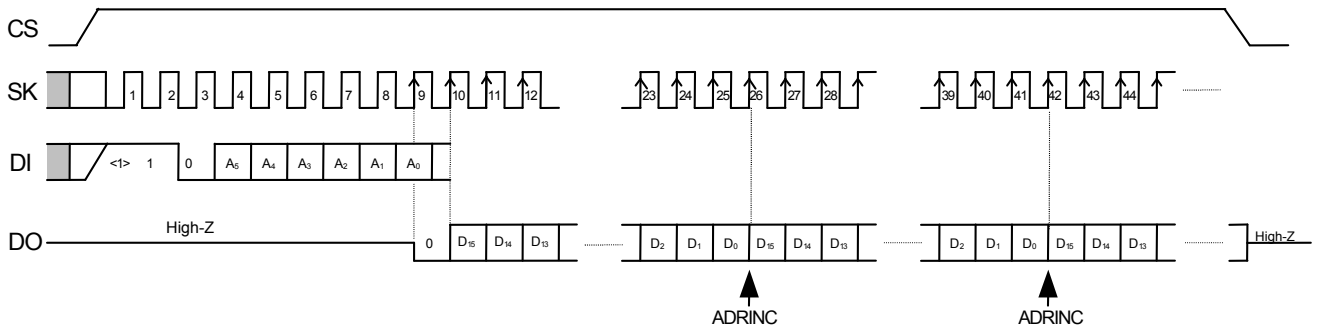 CS
SK 1 2 3 4 5 6 7 8 9 10 11 12 23 24 25 26 27 28 39 40 41 42 43 44
DI <1> 1 0 A5 A4 A3 A2 A1 A0
High-Z
DO 0 D15 D14 D13 D2 D1 D0 D15 D14 D13 D2 D1 D0 D15 D14 D13 High-Z
ADRINC ADRINC